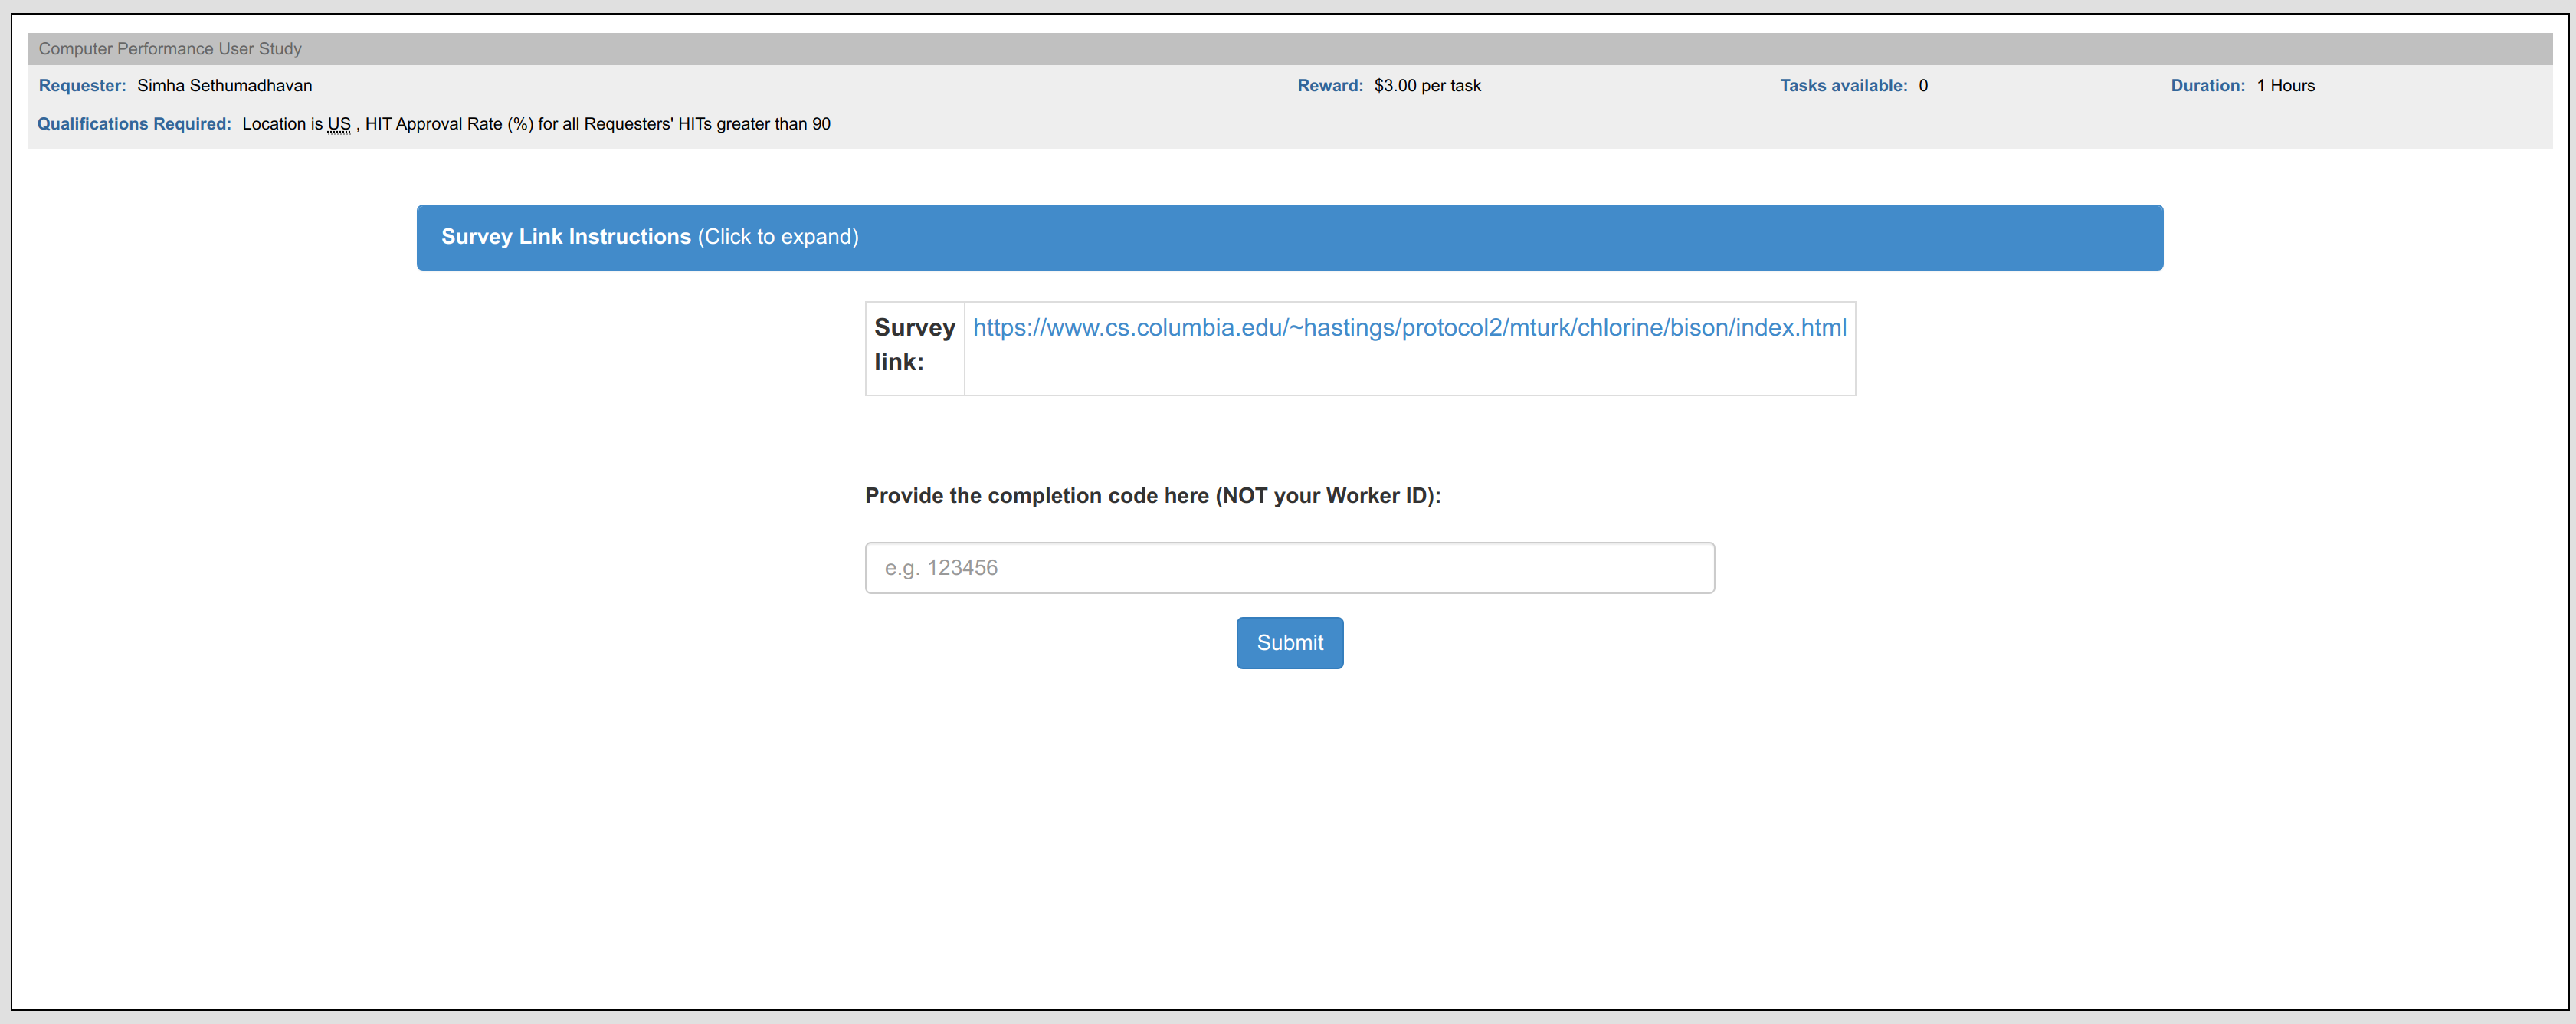 Computer Performance User Study
Requester: Simha Sethumadhavan Reward: $3.00 per task Tasks available: 0 Duration: 1 Hours
Qualifications Required: Location is US , HIT Approval Rate (%) for all Requesters' HITs greater than 90
Survey Link Instructions (Click to expand)
Survey link: https://www.cs.columbia.edu/~hastings/protocol2/mturk/chlorine/bison/index.html
Provide the completion code here (NOT your Worker ID):
e.g. 123456
Submit